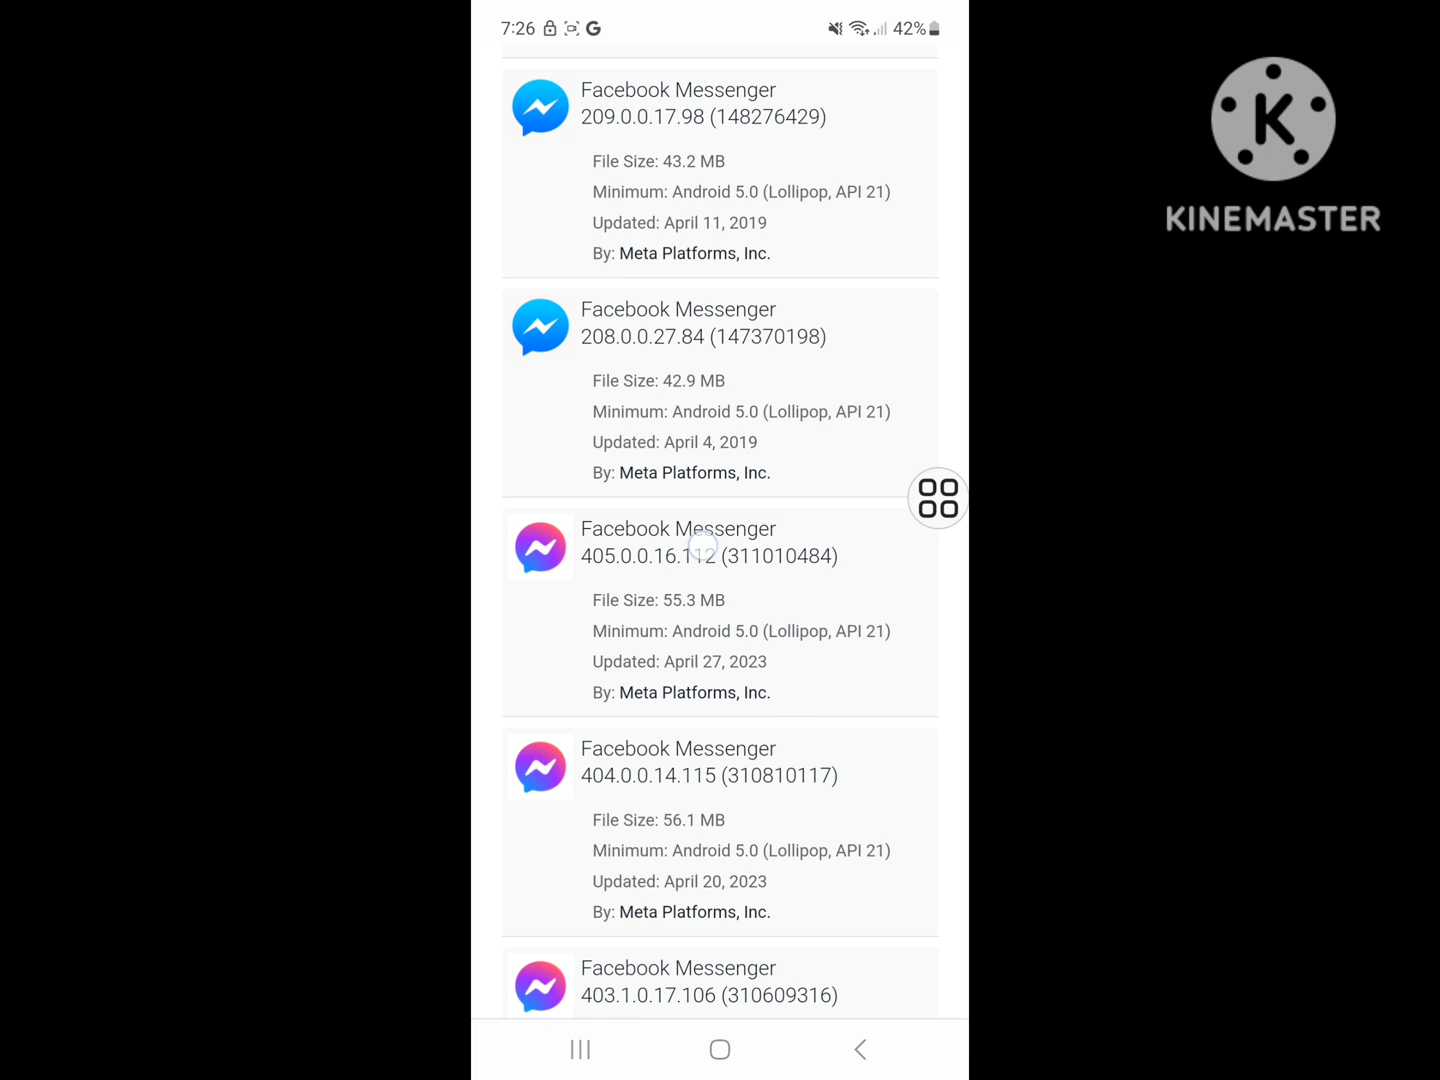 7:26
G
42%
Facebook Messenger
209.0.0.17.98 (148276429)
File Size: 43.2 MB
Minimum: Android 5.0 (Lollipop, API 21)
Updated: April 11, 2019
By: Meta Platforms, Inc.
Facebook Messenger
208.0.0.27.84 (147370198)
File Size: 42.9 MB
Minimum: Android 5.0 (Lollipop, API 21)
Updated: April 4, 2019
By: Meta Platforms, Inc.
Facebook Messenger
405.0.0.16.112 (311010484)
File Size: 55.3 MB
Minimum: Android 5.0 (Lollipop, API 21)
Updated: April 27, 2023
By: Meta Platforms, Inc.
Facebook Messenger
404.0.0.14.115 (310810117)
File Size: 56.1 MB
Minimum: Android 5.0 (Lollipop, API 21)
Updated: April 20, 2023
By: Meta Platforms, Inc.
Facebook Messenger
403.1.0.17.106 (310609316)
K
KINEMASTER